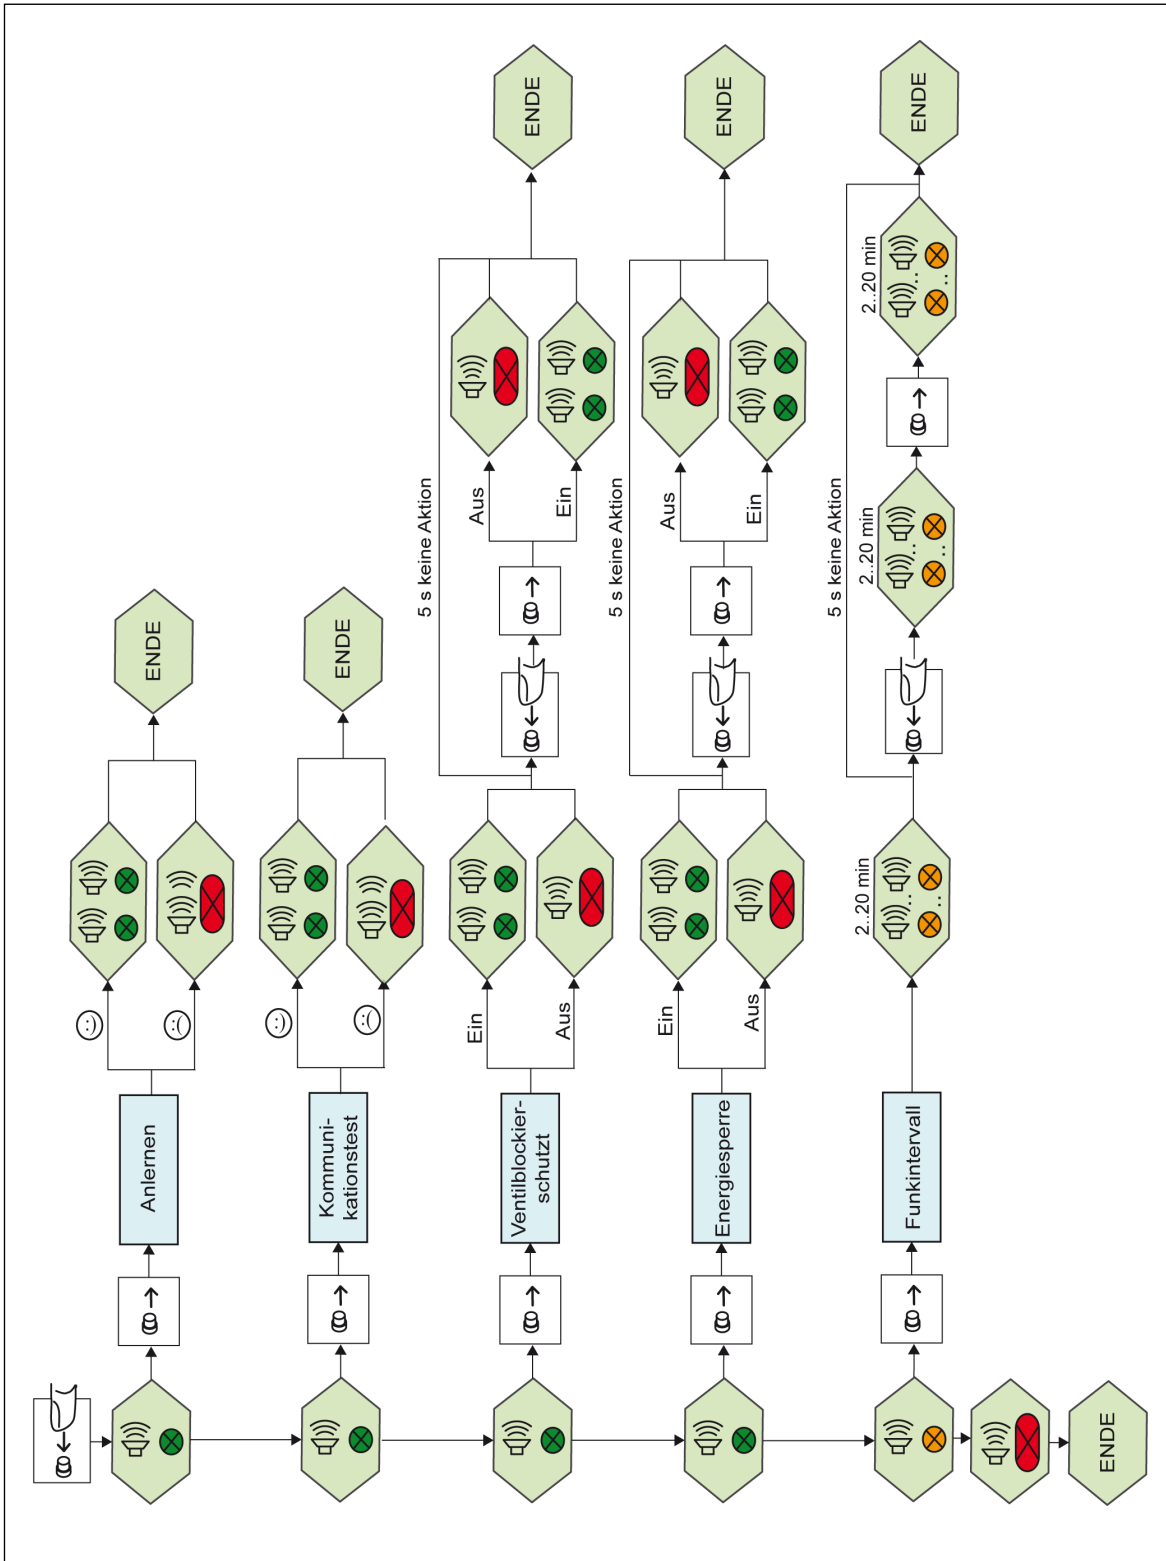 Anlernen
ENDE
Kommuni-
kationstest
ENDE
Ventilblockier-
schutzt
Ein
Aus
5 s keine Aktion
Aus
Ein
ENDE
Energiesperre
Ein
Aus
5 s keine Aktion
Aus
Ein
ENDE
Funkintervall
2..20 min
5 s keine Aktion
2..20 min
2..20 min
ENDE
ENDE